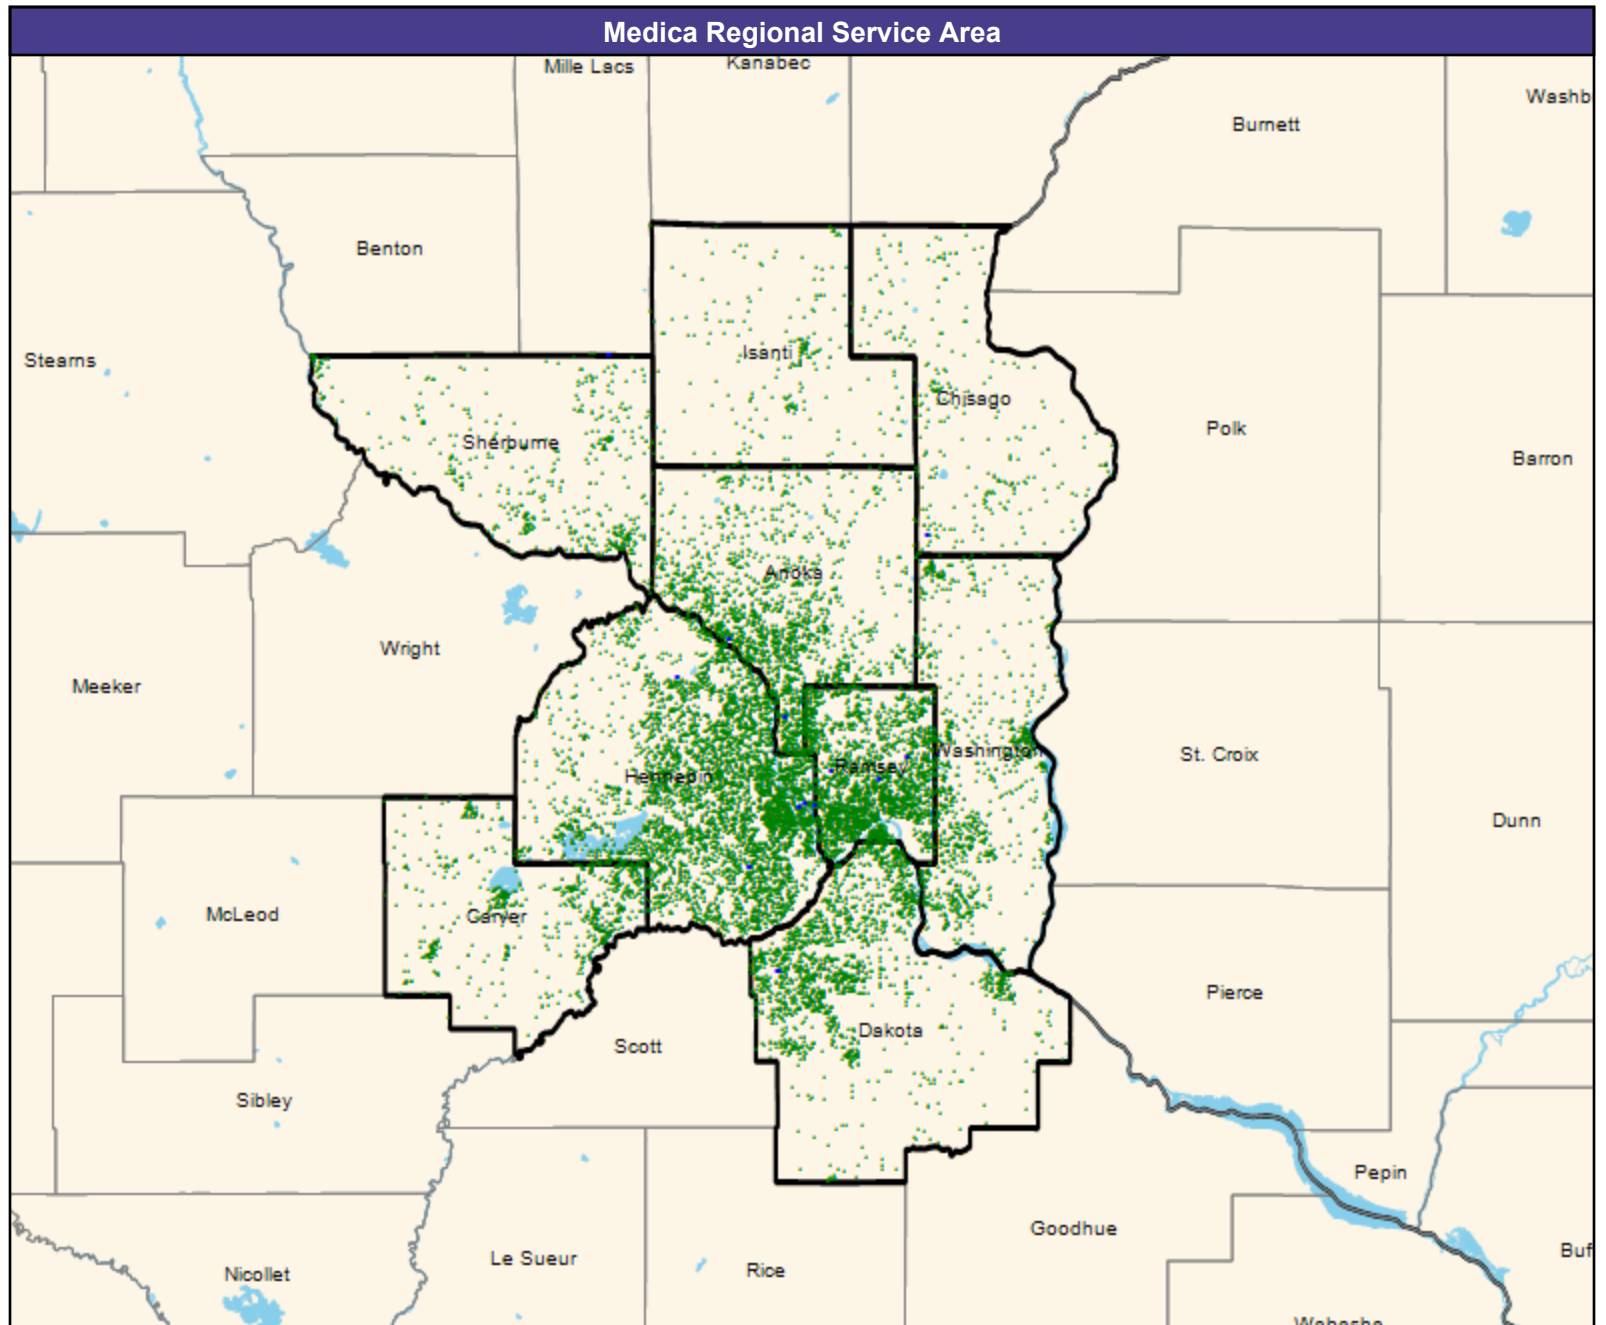 Medica Regional Service Area
Mille Lacs
Kanabec
Washb
Burnett
Benton
Isanti
Stearns
Chisago
Polk
Sherburne
Barron
Anoka
Wright
Meeker
Washington
St. Croix
Ramsey
Hennepin
Dunn
McLeod
Carver
Pierce
Dakota
Scott
Sibley
Pepin
Goodhue
Buf
Le Sueur
Rice
Nicollet